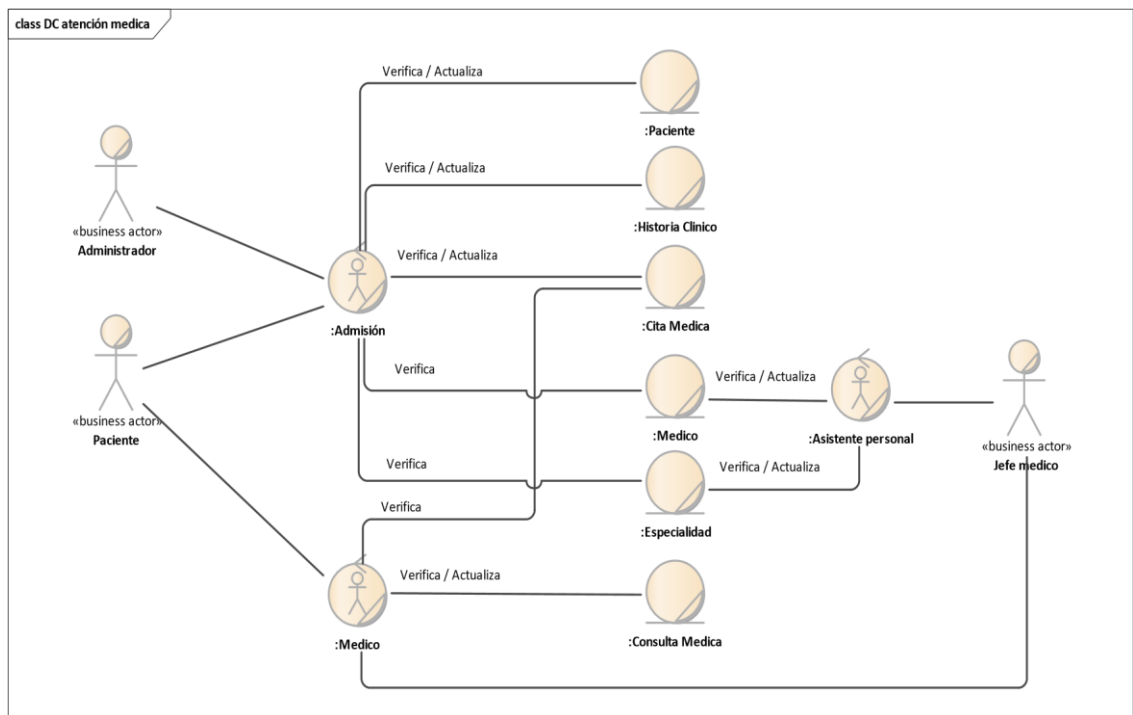 class DC atención medica
Verifica / Actualiza
:Paciente
Verifica / Actualiza
:Historia Clinico
«business actor»
Administrador
Verifica / Actualiza
:Cita Medica
:Admisión
«business actor»
Paciente
Verifica
:Medico
Verifica / Actualiza
:Asistente personal
«business actor»
Jefe medico
Verifica
Verifica / Actualiza
:Especialidad
Verifica
Verifica / Actualiza
:Medico
:Consulta Medica